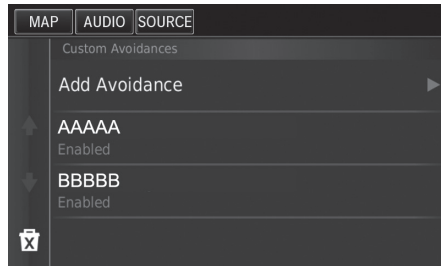 MAP AUDIO SOURCE
Custom Avoidances
Add Avoidance
AAAAA
Enabled
BBBBB
Enabled
X